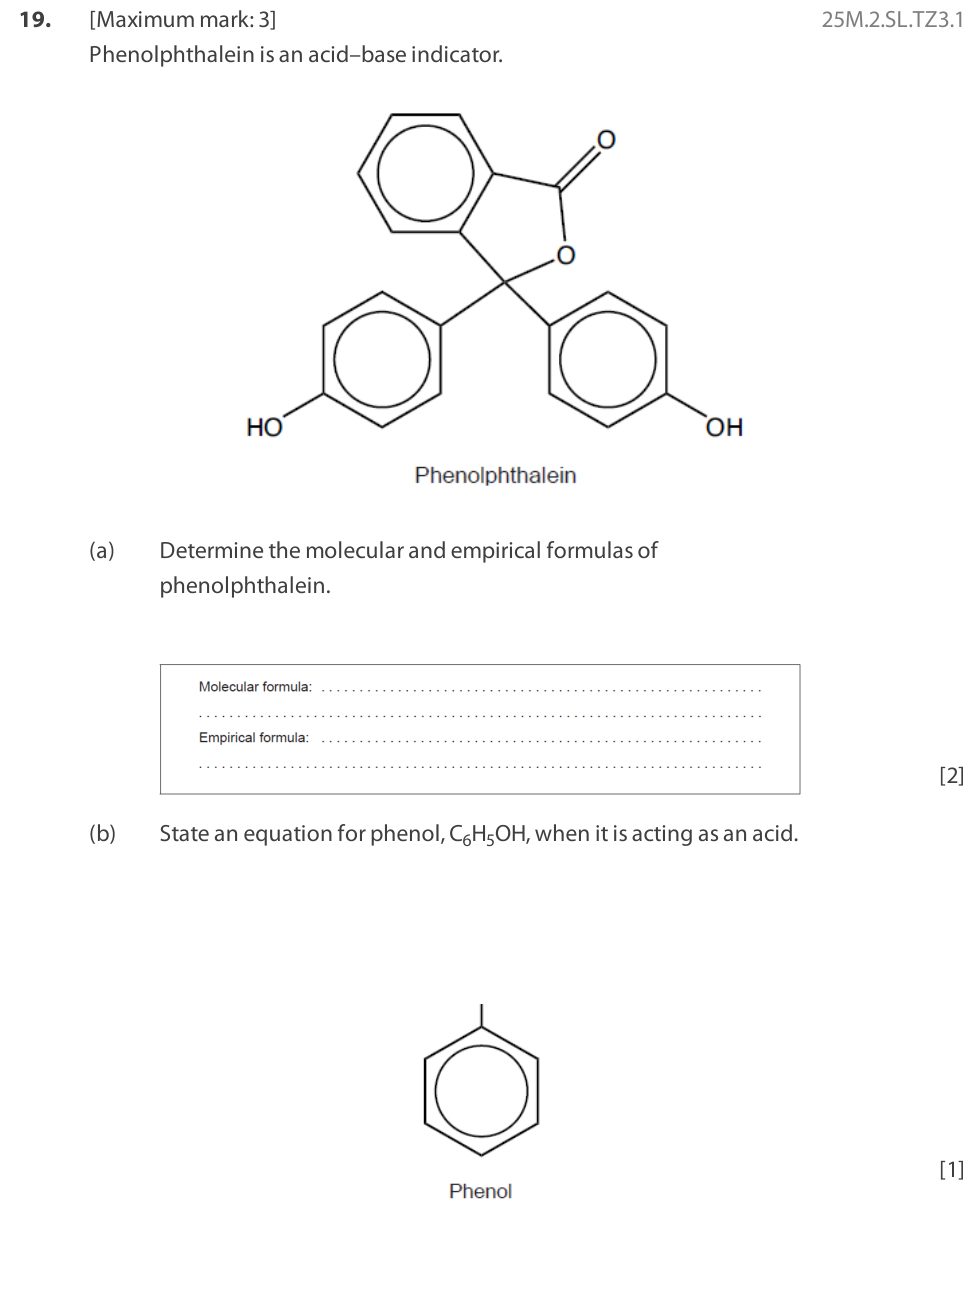 19. [Maximum mark: 3] 25M.2.SL.TZ3.1
Phenolphthalein is an acid–base indicator.
O
O
HO
OH
Phenolphthalein
(a) Determine the molecular and empirical formulas of
phenolphthalein.
Molecular formula: ............................................................
............................................................................
Empirical formula: ............................................................
............................................................................
[2]
(b) State an equation for phenol, C₆H₅OH, when it is acting as an acid.
[1]
Phenol